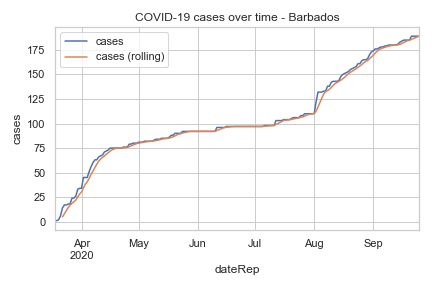 COVID-19 cases over time - Barbados
cases
cases (rolling)
cases
175
150
125
100
75
50
25
0
Apr
2020
May
Jun
Jul
Aug
Sep
dateRep